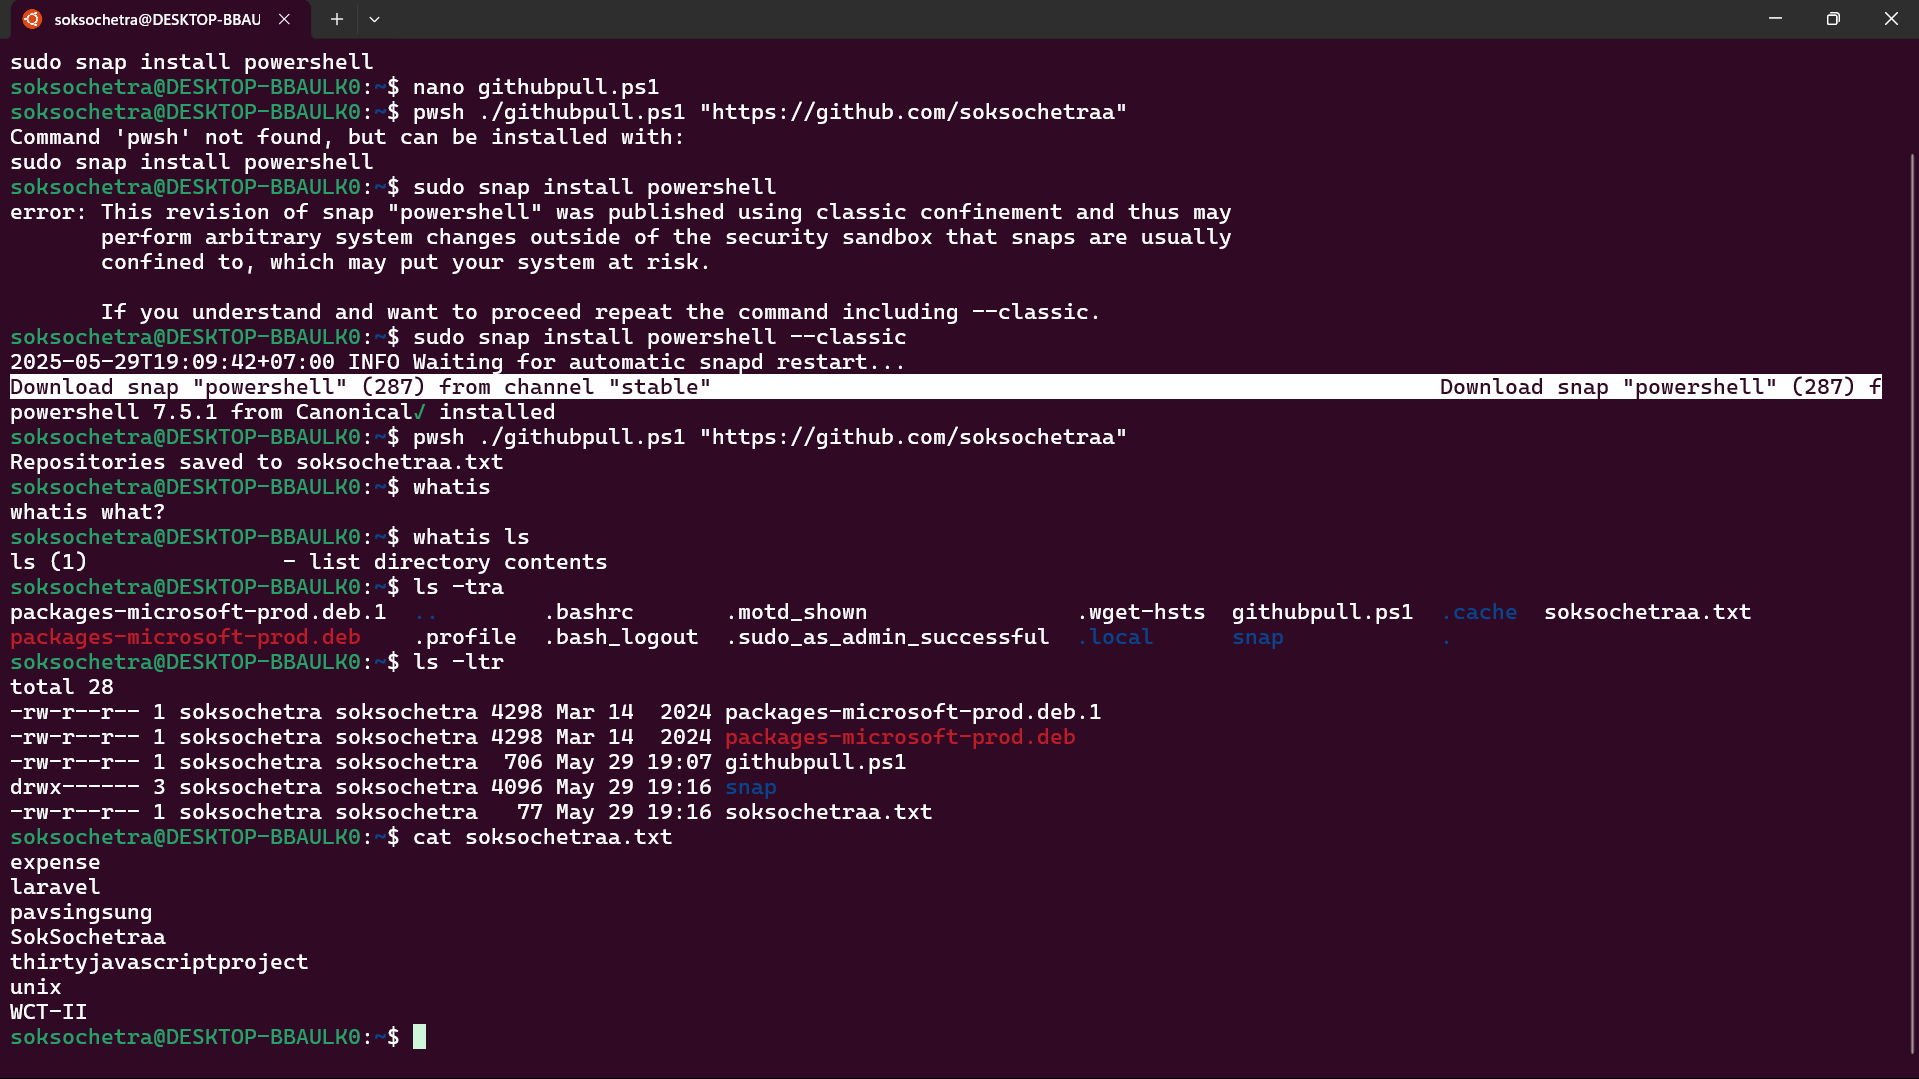 soksochetra@DESKTOP-BBAU
sudo snap install powershell
soksochetra@DESKTOP-BBAULK0:~$ nano githubpull.ps1
soksochetra@DESKTOP-BBAULK0:~$ pwsh ./githubpull.ps1 "https://github.com/soksochetraa"
Command 'pwsh' not found, but can be installed with:
sudo snap install powershell
soksochetra@DESKTOP-BBAULK0:~$ sudo snap install powershell
error: This revision of snap "powershell" was published using classic confinement and thus may
       perform arbitrary system changes outside of the security sandbox that snaps are usually
       confined to, which may put your system at risk.

       If you understand and want to proceed repeat the command including --classic.
soksochetra@DESKTOP-BBAULK0:~$ sudo snap install powershell --classic
2025-05-29T19:09:42+07:00 INFO Waiting for automatic snapd restart...
Download snap "powershell" (287) from channel "stable"                                                        Download snap "powershell" (287) f
powershell 7.5.1 from Canonical✓ installed
soksochetra@DESKTOP-BBAULK0:~$ pwsh ./githubpull.ps1 "https://github.com/soksochetraa"
Repositories saved to soksochetraa.txt
soksochetra@DESKTOP-BBAULK0:~$ whatis
whatis what?
soksochetra@DESKTOP-BBAULK0:~$ whatis ls
ls (1)               - list directory contents
soksochetra@DESKTOP-BBAULK0:~$ ls -tra
packages-microsoft-prod.deb.1  ..        .bashrc       .motd_shown                .wget-hsts  githubpull.ps1  .cache  soksochetraa.txt
packages-microsoft-prod.deb    .profile  .bash_logout  .sudo_as_admin_successful  .local      snap            .
soksochetra@DESKTOP-BBAULK0:~$ ls -ltr
total 28
-rw-r--r-- 1 soksochetra soksochetra 4298 Mar 14  2024 packages-microsoft-prod.deb.1
-rw-r--r-- 1 soksochetra soksochetra 4298 Mar 14  2024 packages-microsoft-prod.deb
-rw-r--r-- 1 soksochetra soksochetra  706 May 29 19:07 githubpull.ps1
drwx------ 3 soksochetra soksochetra 4096 May 29 19:16 snap
-rw-r--r-- 1 soksochetra soksochetra   77 May 29 19:16 soksochetraa.txt
soksochetra@DESKTOP-BBAULK0:~$ cat soksochetraa.txt
expense
laravel
pavsingsung
SokSochetraa
thirtyjavascriptproject
unix
WCT-II
soksochetra@DESKTOP-BBAULK0:~$